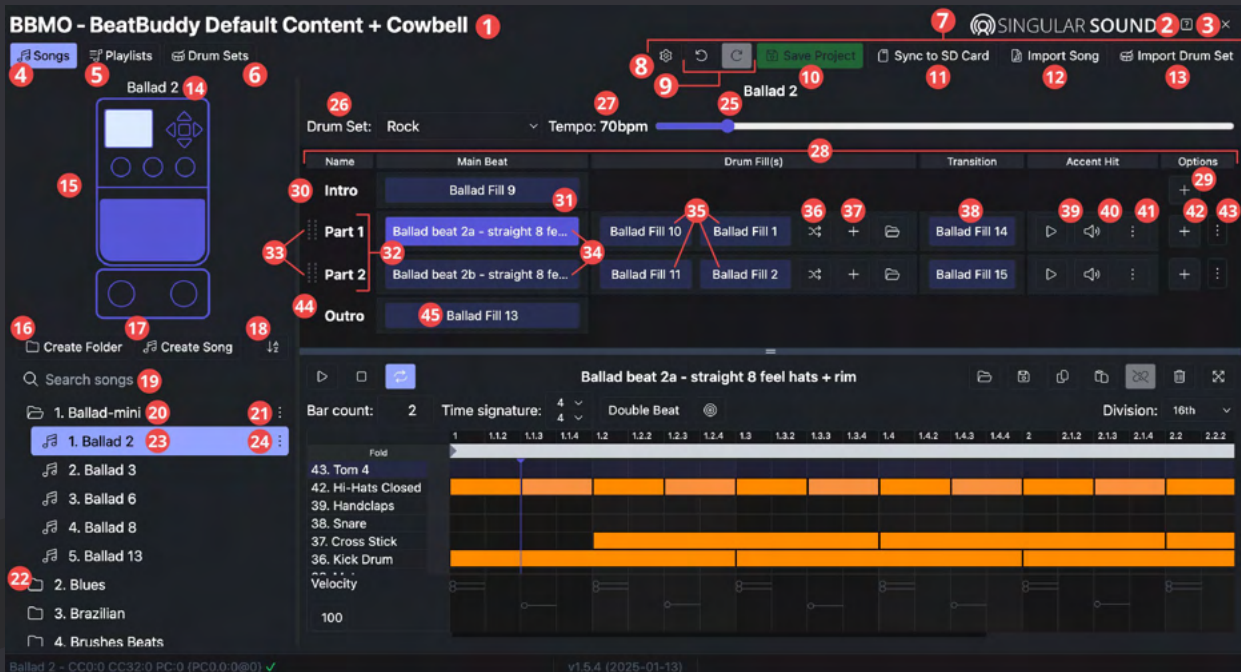 BBMO - BeatBuddy Default Content + Cowbell 1
7 SINGULAR SOUND 2 ? 3 ×
Songs Playlists Drum Sets
8 9 Save Project Sync to SD Card Import Song Import Drum Set
4 5 6 10 11 12 13
Ballad 2 14
Ballad 2
26 27 25
Drum Set: Rock Tempo: 70bpm
28
Name Main Beat Drum Fill(s) Transition Accent Hit Options
15 30 Intro Ballad Fill 9 31 + 29
35 36 37 38 39 40 41 42 43
Part 1 Ballad beat 2a - straight 8 fe... Ballad Fill 10 Ballad Fill 1 + Ballad Fill 14 +
33 32 34
Part 2 Ballad beat 2b - straight 8 fe... Ballad Fill 11 Ballad Fill 2 + Ballad Fill 15 +
44 Outro 45 Ballad Fill 13
16 17 18
Create Folder Create Song
Search songs 19
1. Ballad-mini 20 21
1. Ballad 2 23 24
2. Ballad 3
3. Ballad 6
4. Ballad 8
5. Ballad 13
22 2. Blues
3. Brazilian
4. Brushes Beats
Ballad beat 2a - straight 8 feel hats + rim
Bar count: 2 Time signature: 4 4 Double Beat Division: 16th
1 1.1.2 1.1.3 1.1.4 1.2 1.2.2 1.2.3 1.2.4 1.3 1.3.2 1.3.3 1.3.4 1.4 1.4.2 1.4.3 1.4.4 2 2.1.2 2.1.3 2.1.4 2.2 2.2.2
Fold
43. Tom 4
42. Hi-Hats Closed
39. Handclaps
38. Snare
37. Cross Stick
36. Kick Drum
Velocity
100
Ballad 2 - CC0:0 CC32:0 PC:0 (PC0.0:0@0) ✓ v1.5.4 (2025-01-13)